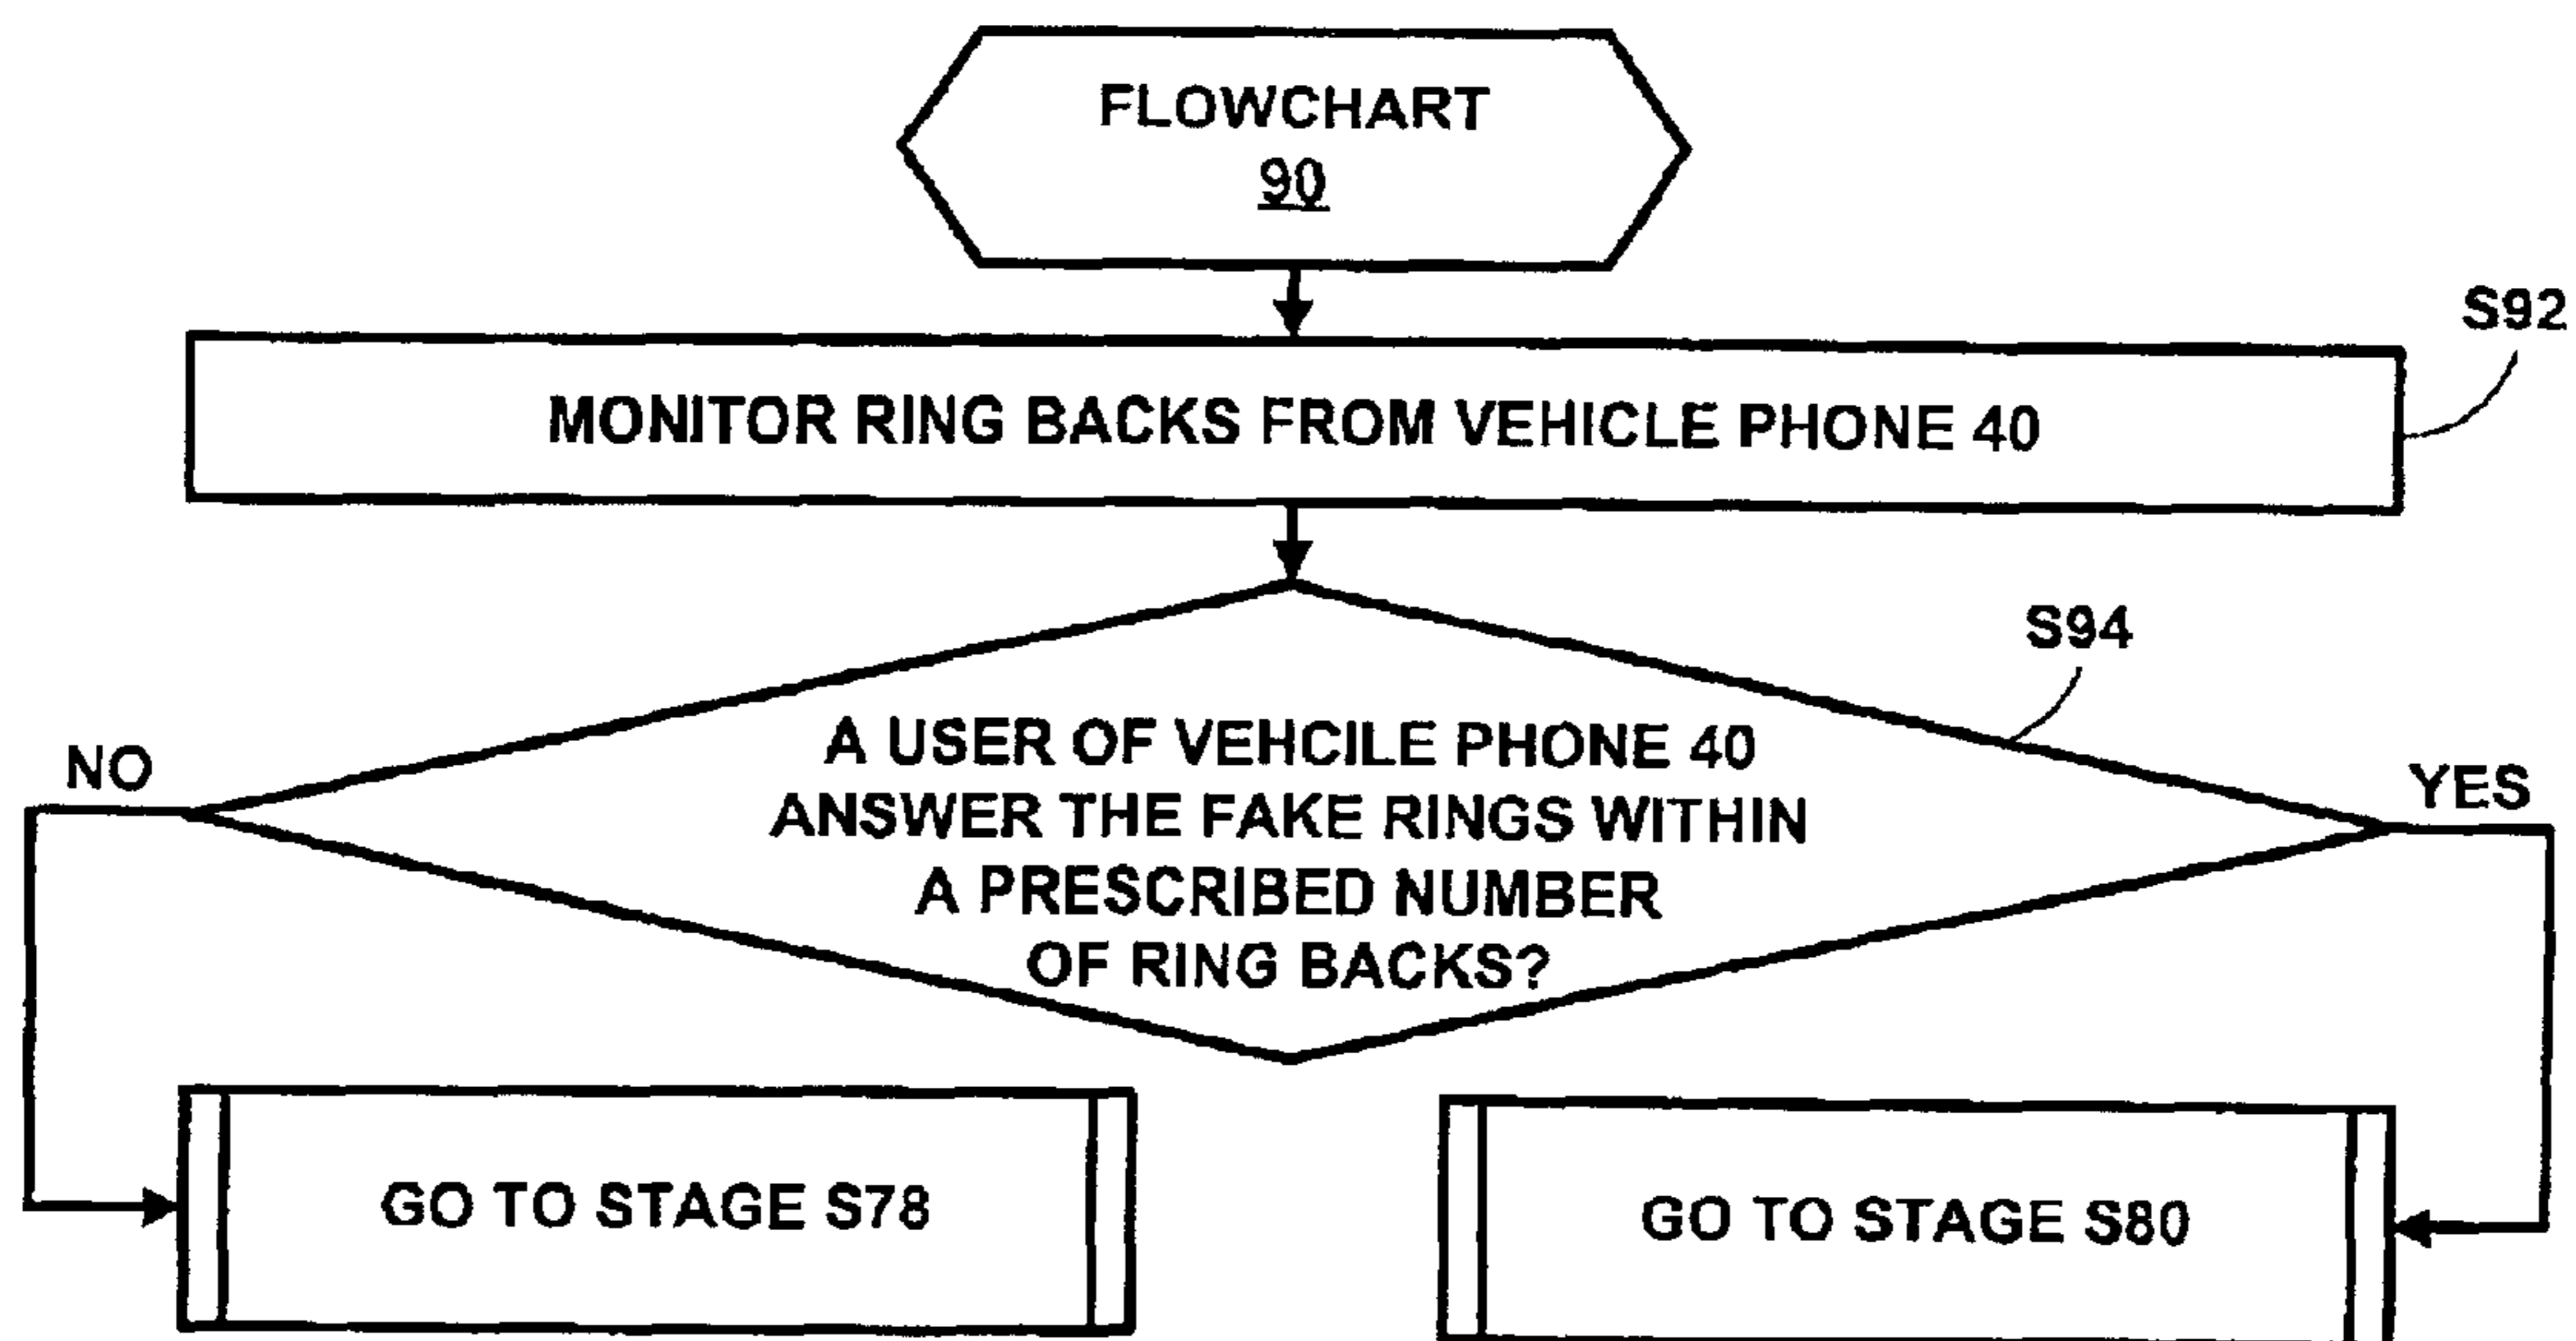 FLOWCHART
90
S92
MONITOR RING BACKS FROM VEHICLE PHONE 40
S94
A USER OF VEHCILE PHONE 40
ANSWER THE FAKE RINGS WITHIN
A PRESCRIBED NUMBER
OF RING BACKS?
NO
YES
GO TO STAGE S78
GO TO STAGE S80